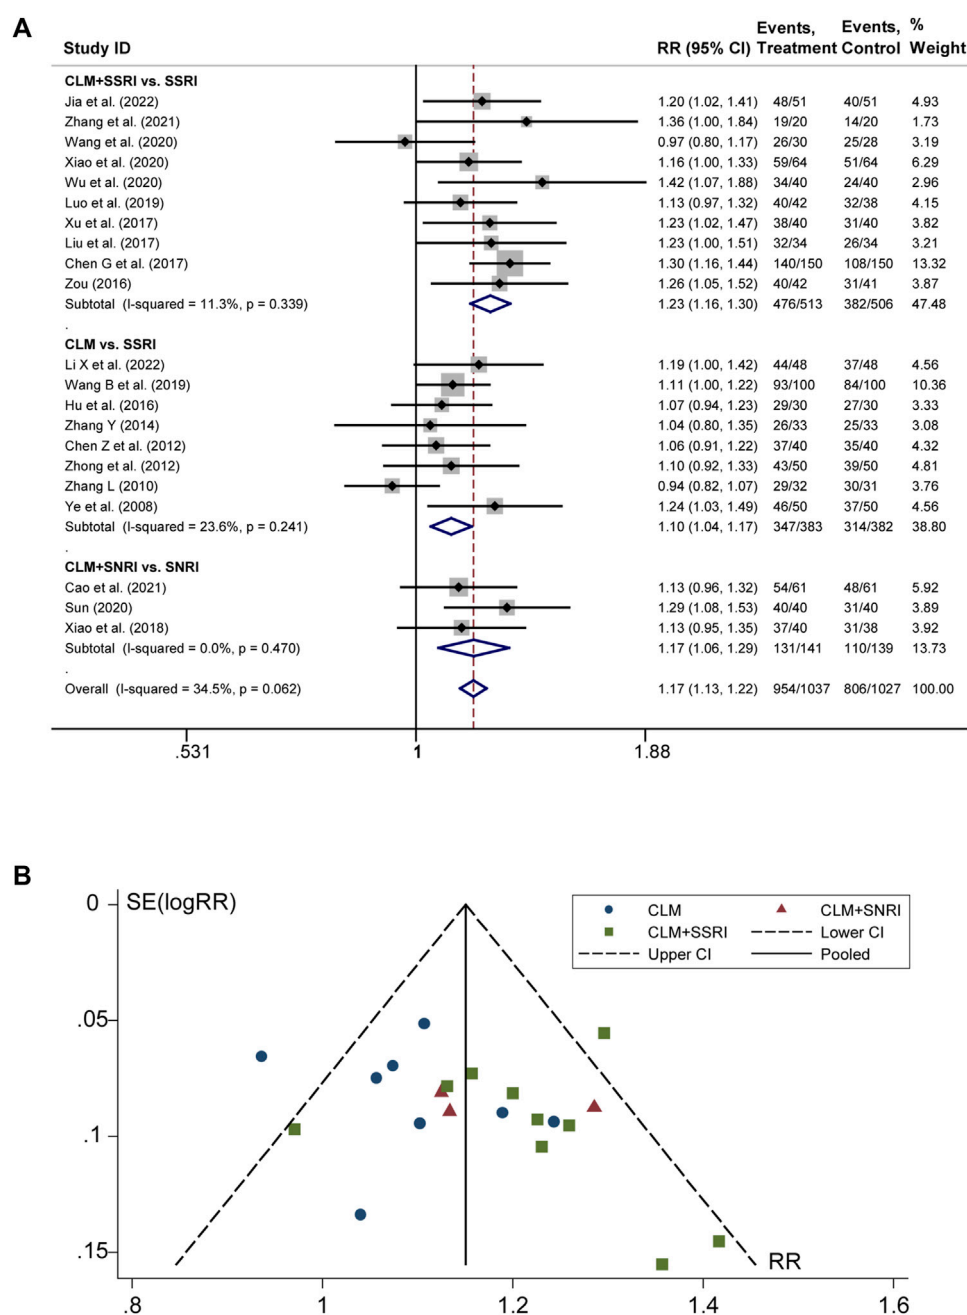 A
Study ID RR (95% CI) Events, Treatment Events, Control % Weight
CLM+SSRI vs. SSRI
Jia et al. (2022) 1.20 (1.02, 1.41) 48/51 40/51 4.93
Zhang et al. (2021) 1.36 (1.00, 1.84) 19/20 14/20 1.73
Wang et al. (2020) 0.97 (0.80, 1.17) 26/30 25/28 3.19
Xiao et al. (2020) 1.16 (1.00, 1.33) 59/64 51/64 6.29
Wu et al. (2020) 1.42 (1.07, 1.88) 34/40 24/40 2.96
Luo et al. (2019) 1.13 (0.97, 1.32) 40/42 32/38 4.15
Xu et al. (2017) 1.23 (1.02, 1.47) 38/40 31/40 3.82
Liu et al. (2017) 1.23 (1.00, 1.51) 32/34 26/34 3.21
Chen G et al. (2017) 1.30 (1.16, 1.44) 140/150 108/150 13.32
Zou (2016) 1.26 (1.05, 1.52) 40/42 31/41 3.87
Subtotal (I-squared = 11.3%, p = 0.339) 1.23 (1.16, 1.30) 476/513 382/506 47.48
.
CLM vs. SSRI
Li X et al. (2022) 1.19 (1.00, 1.42) 44/48 37/48 4.56
Wang B et al. (2019) 1.11 (1.00, 1.22) 93/100 84/100 10.36
Hu et al. (2016) 1.07 (0.94, 1.23) 29/30 27/30 3.33
Zhang Y (2014) 1.04 (0.80, 1.35) 26/33 25/33 3.08
Chen Z et al. (2012) 1.06 (0.91, 1.22) 37/40 35/40 4.32
Zhong et al. (2012) 1.10 (0.92, 1.33) 43/50 39/50 4.81
Zhang L (2010) 0.94 (0.82, 1.07) 29/32 30/31 3.76
Ye et al. (2008) 1.24 (1.03, 1.49) 46/50 37/50 4.56
Subtotal (I-squared = 23.6%, p = 0.241) 1.10 (1.04, 1.17) 347/383 314/382 38.80
.
CLM+SNRI vs. SNRI
Cao et al. (2021) 1.13 (0.96, 1.32) 54/61 48/61 5.92
Sun (2020) 1.29 (1.08, 1.53) 40/40 31/40 3.89
Xiao et al. (2018) 1.13 (0.95, 1.35) 37/40 31/38 3.92
Subtotal (I-squared = 0.0%, p = 0.470) 1.17 (1.06, 1.29) 131/141 110/139 13.73
.
Overall (I-squared = 34.5%, p = 0.062) 1.17 (1.13, 1.22) 954/1037 806/1027 100.00
.531 1 1.88
B
SE(logRR)
CLM CLM+SNRI
CLM+SSRI Lower CI
Upper CI Pooled
0
.05
.1
.15
RR
.8 1 1.2 1.4 1.6